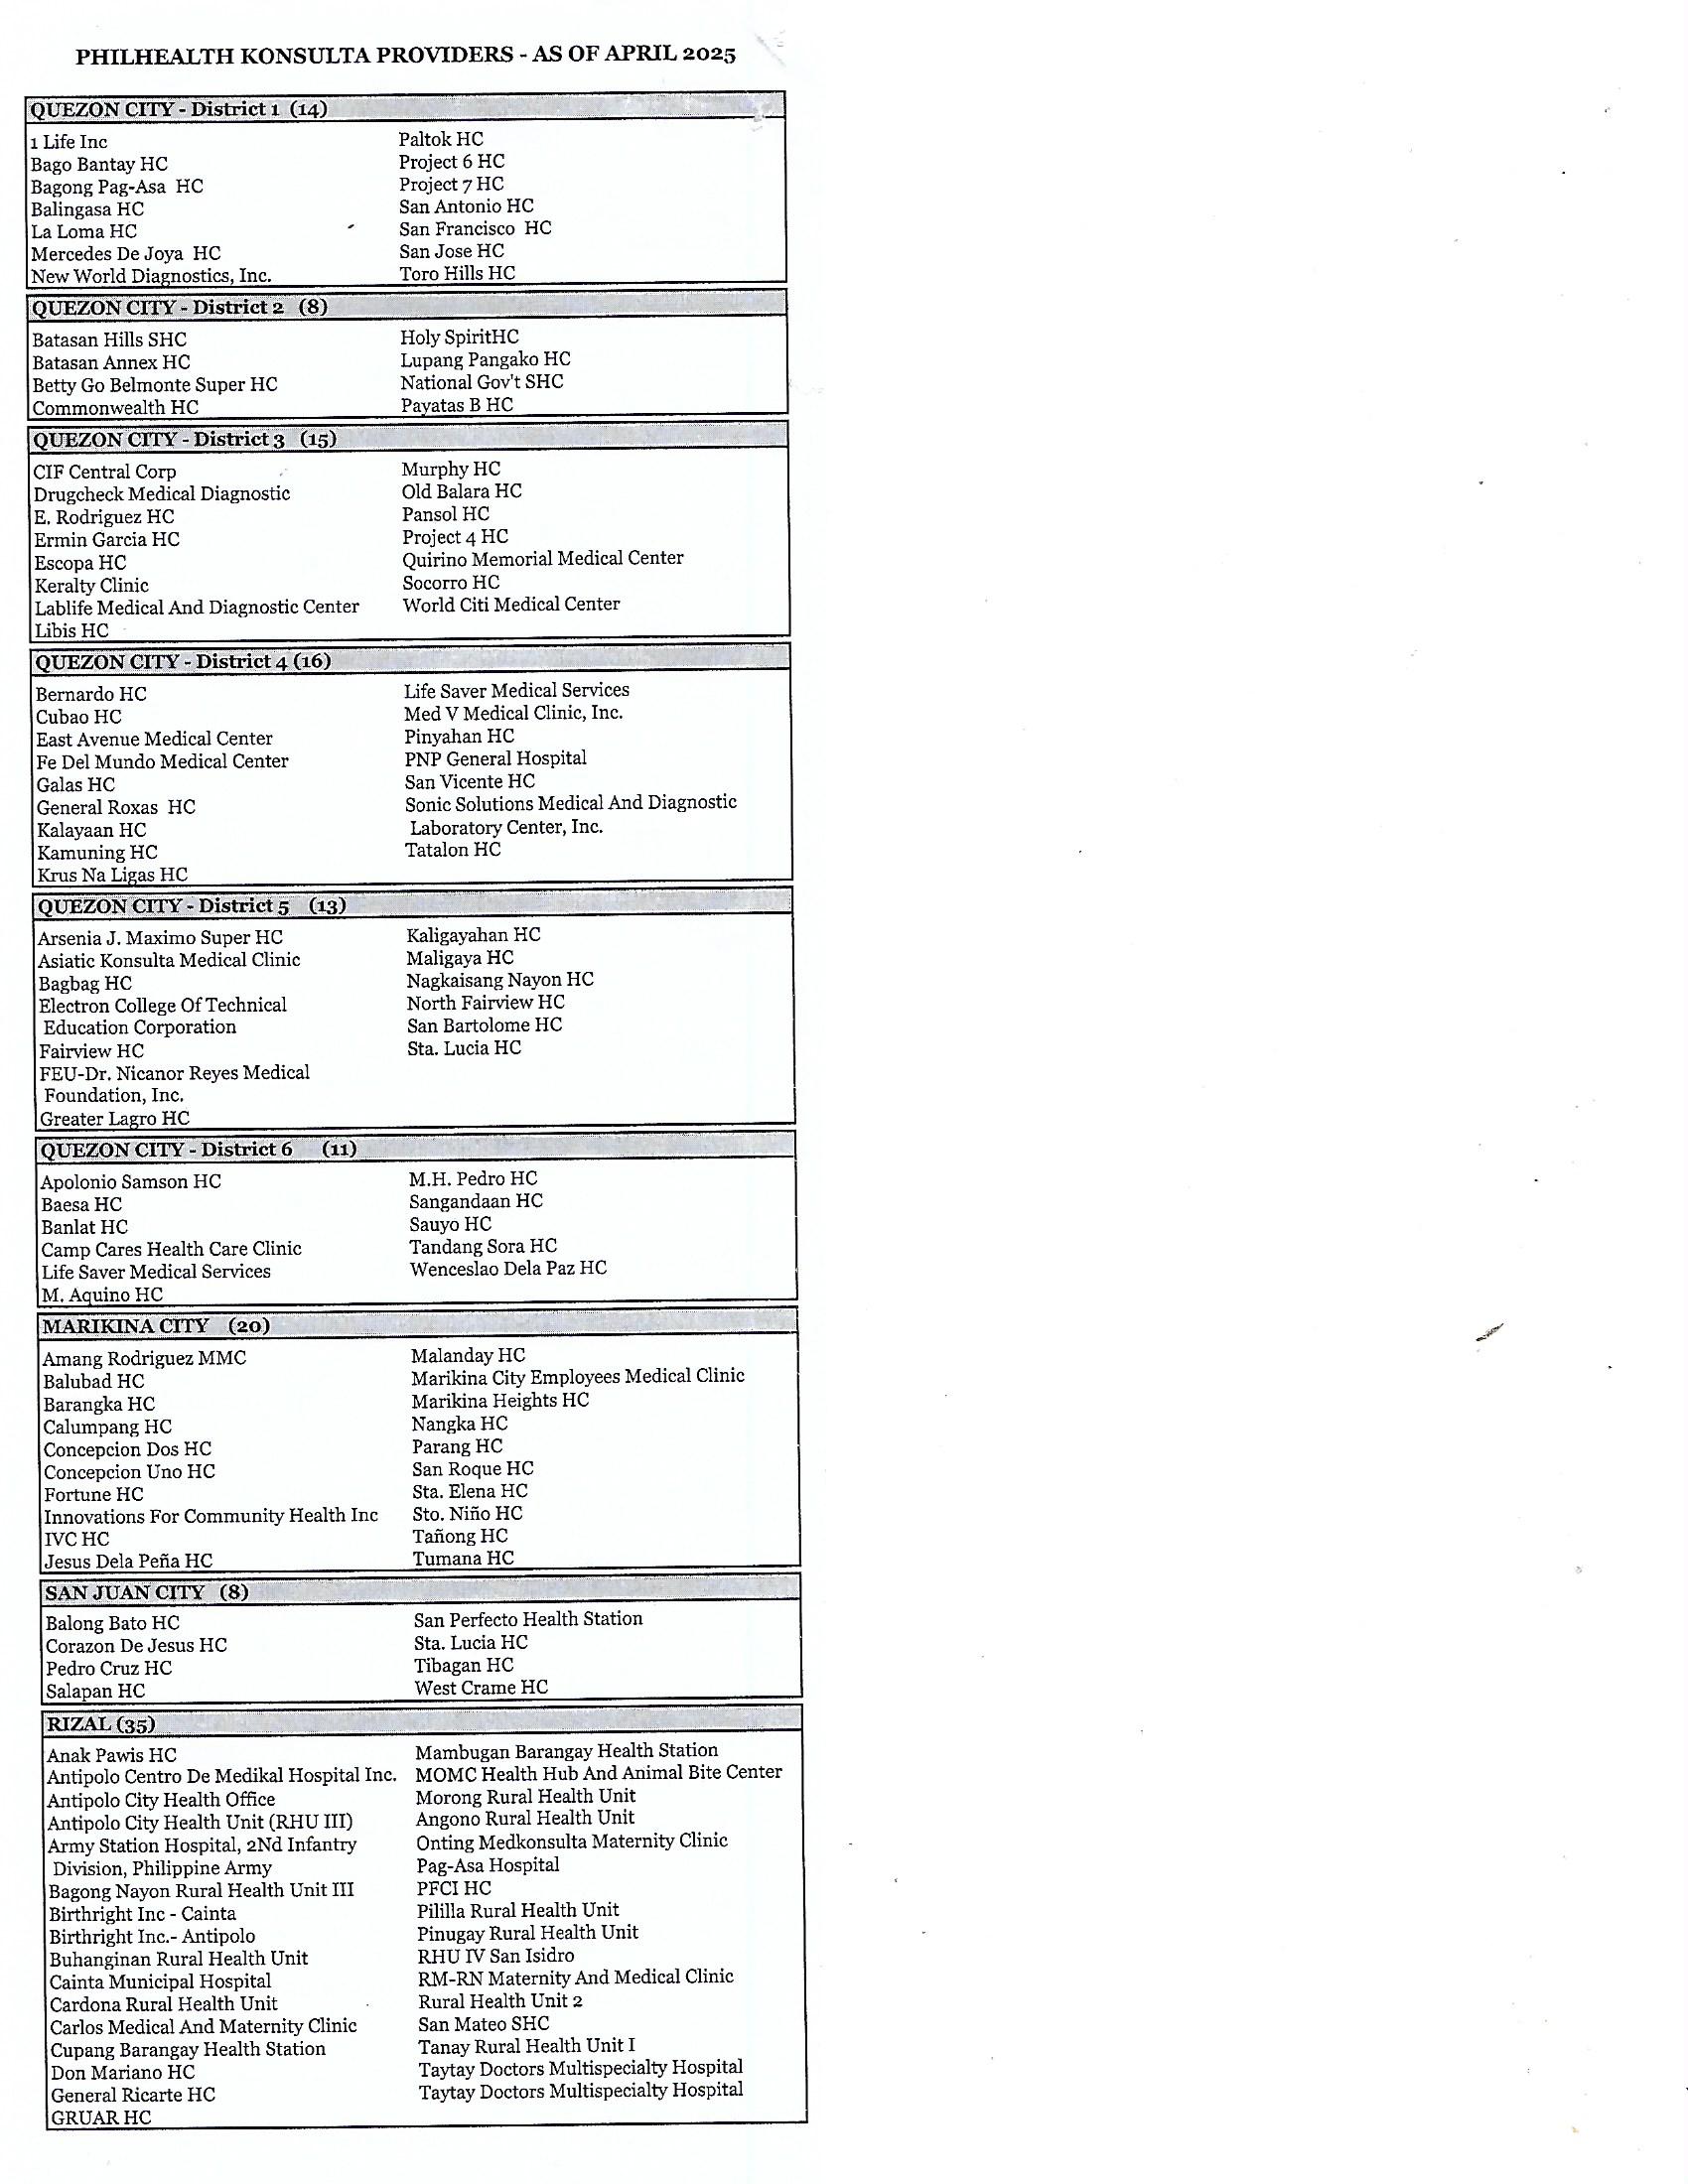 PHILHEALTH KONSULTA PROVIDERS - AS OF APRIL 2025
QUEZON CITY - District 1 (14)
1 Life Inc
Bago Bantay HC
Bagong Pag-Asa HC
Balingasa HC
La Loma HC
Mercedes De Joya HC
New World Diagnostics, Inc.
Paltok HC
Project 6 HC
Project 7 HC
San Antonio HC
San Francisco HC
San Jose HC
Toro Hills HC
QUEZON CITY - District 2 (8)
Batasan Hills SHC
Batasan Annex HC
Betty Go Belmonte Super HC
Commonwealth HC
Holy SpiritHC
Lupang Pangako HC
National Gov't SHC
Payatas B HC
QUEZON CITY - District 3 (15)
CIF Central Corp
Drugcheck Medical Diagnostic
E. Rodriguez HC
Ermin Garcia HC
Escopa HC
Keralty Clinic
Lablife Medical And Diagnostic Center
Libis HC
Murphy HC
Old Balara HC
Pansol HC
Project 4 HC
Quirino Memorial Medical Center
Socorro HC
World Citi Medical Center
QUEZON CITY - District 4 (16)
Bernardo HC
Cubao HC
East Avenue Medical Center
Fe Del Mundo Medical Center
Galas HC
General Roxas HC
Kalayaan HC
Kamuning HC
Krus Na Ligas HC
Life Saver Medical Services
Med V Medical Clinic, Inc.
Pinyahan HC
PNP General Hospital
San Vicente HC
Sonic Solutions Medical And Diagnostic
Laboratory Center, Inc.
Tatalon HC
QUEZON CITY - District 5 (13)
Arsenia J. Maximo Super HC
Asiatic Konsulta Medical Clinic
Bagbag HC
Electron College Of Technical
Education Corporation
Fairview HC
FEU-Dr. Nicanor Reyes Medical
Foundation, Inc.
Greater Lagro HC
Kaligayahan HC
Maligaya HC
Nagkaisang Nayon HC
North Fairview HC
San Bartolome HC
Sta. Lucia HC
QUEZON CITY - District 6 (11)
Apolonio Samson HC
Baesa HC
Banlat HC
Camp Cares Health Care Clinic
Life Saver Medical Services
M. Aquino HC
M.H. Pedro HC
Sangandaan HC
Sauyo HC
Tandang Sora HC
Wenceslao Dela Paz HC
MARIKINA CITY (20)
Amang Rodriguez MMC
Balubad HC
Barangka HC
Calumpang HC
Concepcion Dos HC
Concepcion Uno HC
Fortune HC
Innovations For Community Health Inc
IVC HC
Jesus Dela Peña HC
Malanday HC
Marikina City Employees Medical Clinic
Marikina Heights HC
Nangka HC
Parang HC
San Roque HC
Sta. Elena HC
Sto. Niño HC
Tañong HC
Tumana HC
SAN JUAN CITY (8)
Balong Bato HC
Corazon De Jesus HC
Pedro Cruz HC
Salapan HC
San Perfecto Health Station
Sta. Lucia HC
Tibagan HC
West Crame HC
RIZAL (35)
Anak Pawis HC
Antipolo Centro De Medikal Hospital Inc.
Antipolo City Health Office
Antipolo City Health Unit (RHU III)
Army Station Hospital, 2Nd Infantry
Division, Philippine Army
Bagong Nayon Rural Health Unit III
Birthright Inc - Cainta
Birthright Inc.- Antipolo
Buhanginan Rural Health Unit
Cainta Municipal Hospital
Cardona Rural Health Unit
Carlos Medical And Maternity Clinic
Cupang Barangay Health Station
Don Mariano HC
General Ricarte HC
GRUAR HC
Mambugan Barangay Health Station
MOMC Health Hub And Animal Bite Center
Morong Rural Health Unit
Angono Rural Health Unit
Onting Medkonsulta Maternity Clinic
Pag-Asa Hospital
PFCI HC
Pililla Rural Health Unit
Pinugay Rural Health Unit
RHU IV San Isidro
RM-RN Maternity And Medical Clinic
Rural Health Unit 2
San Mateo SHC
Tanay Rural Health Unit I
Taytay Doctors Multispecialty Hospital
Taytay Doctors Multispecialty Hospital